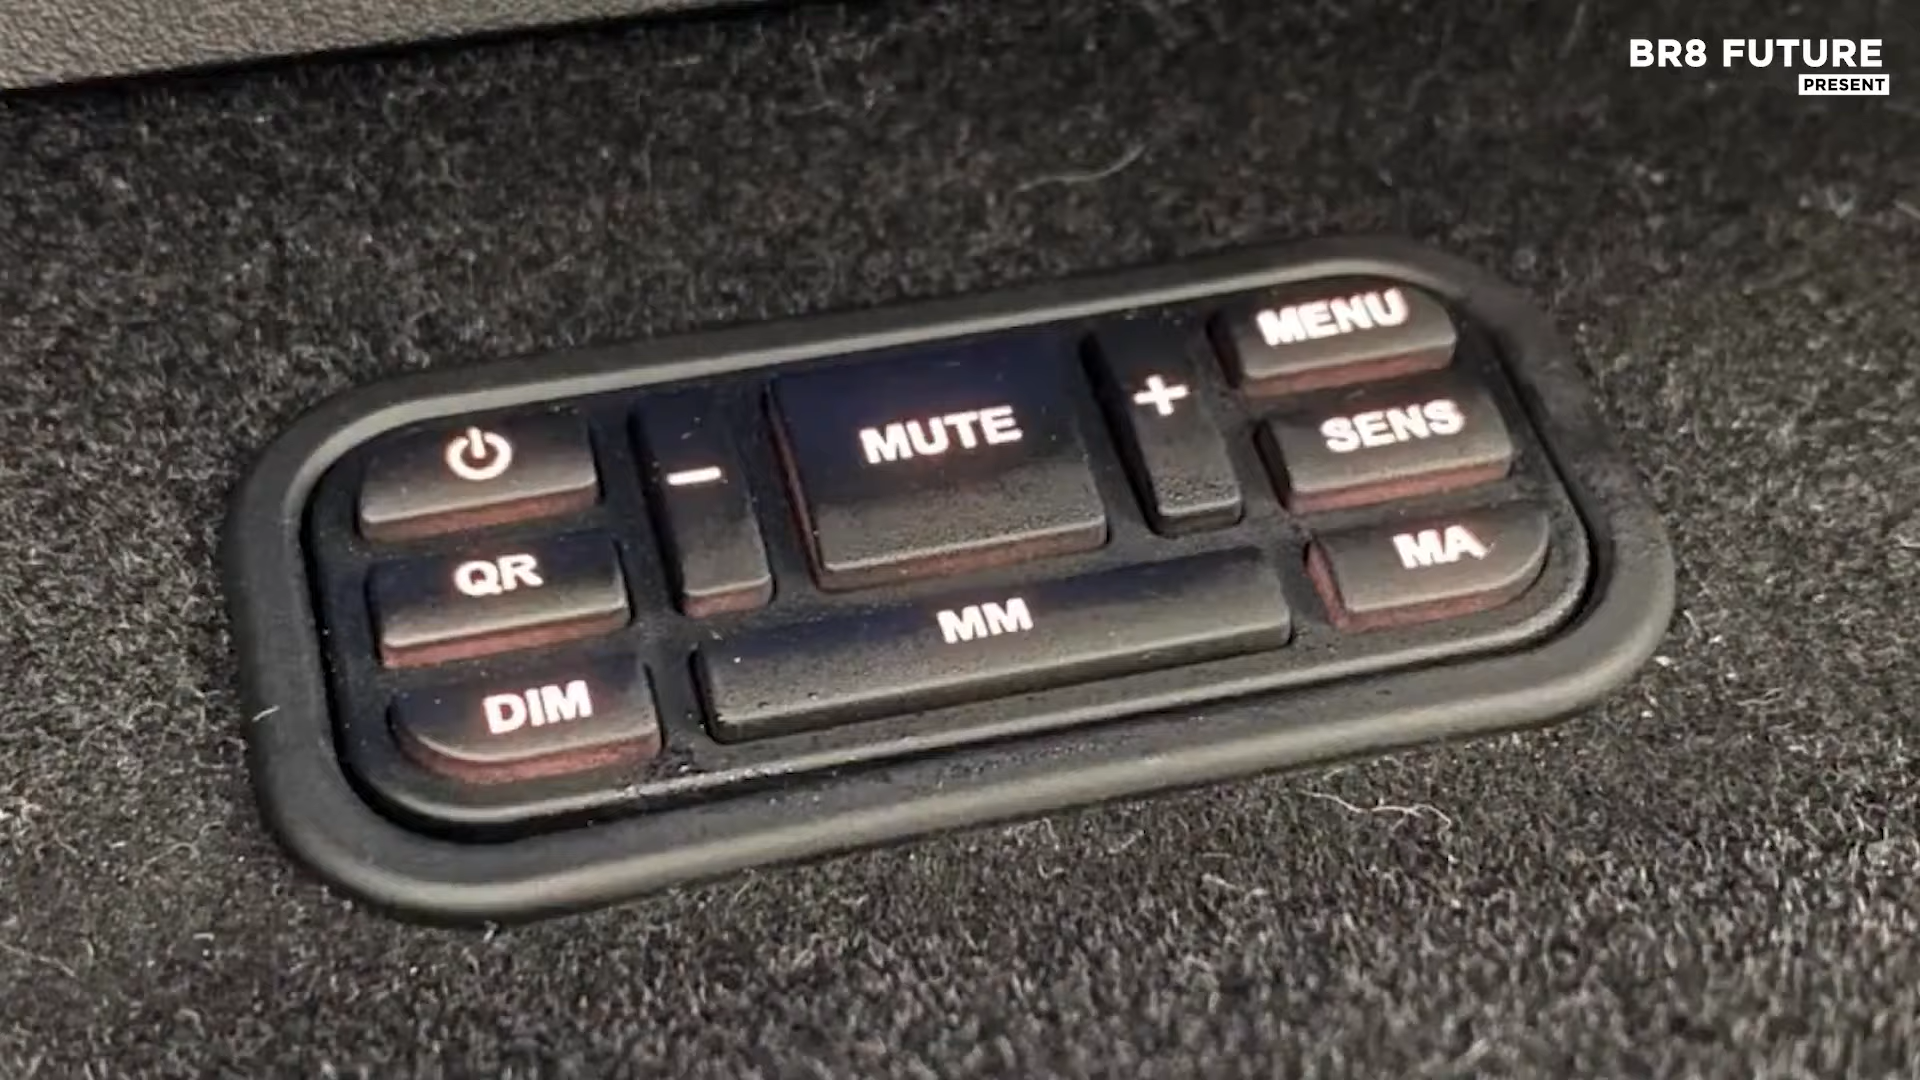 BR8 FUTURE
PRESENT
MENU
MUTE
+
SENS
-
QR
MA
MM
DIM